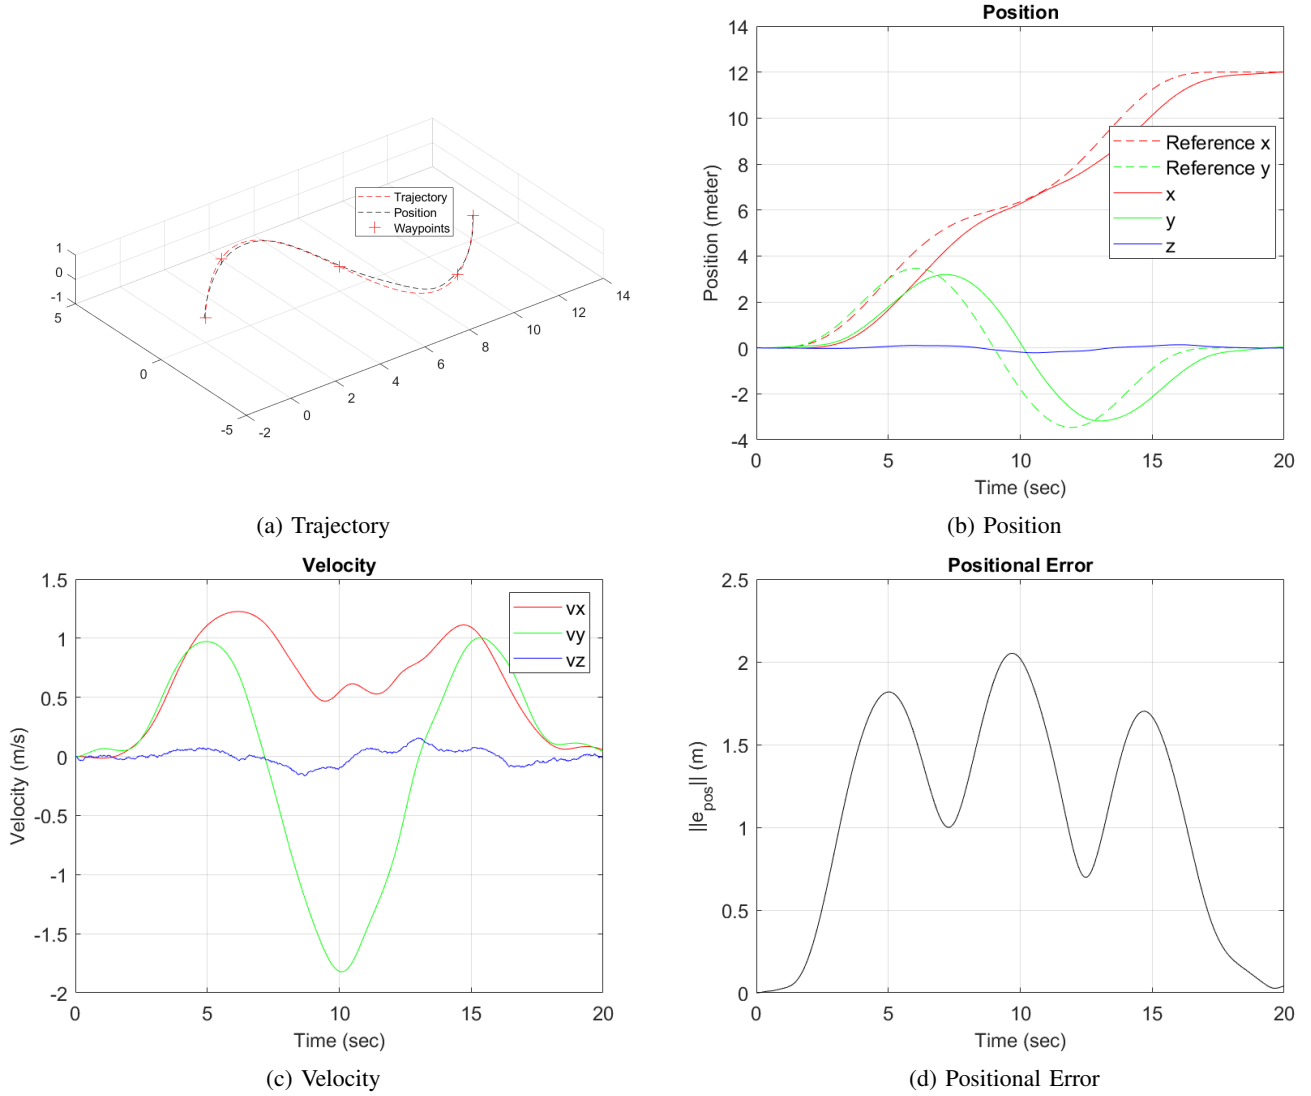 Trajectory
Position
Waypoints
1
0
-1
5
0
-5
-2
0
2
4
6
8
10
12
14
(a) Trajectory
Position
14
12
10
8
6
4
2
0
-2
-4
Position (meter)
Reference x
Reference y
x
y
z
0
5
10
15
20
Time (sec)
(b) Position
Velocity
1.5
1
0.5
0
-0.5
-1
-1.5
-2
Velocity (m/s)
vx
vy
vz
0
5
10
15
20
Time (sec)
(c) Velocity
Positional Error
2.5
2
1.5
1
0.5
0
||e_pos|| (m)
0
5
10
15
20
Time (sec)
(d) Positional Error